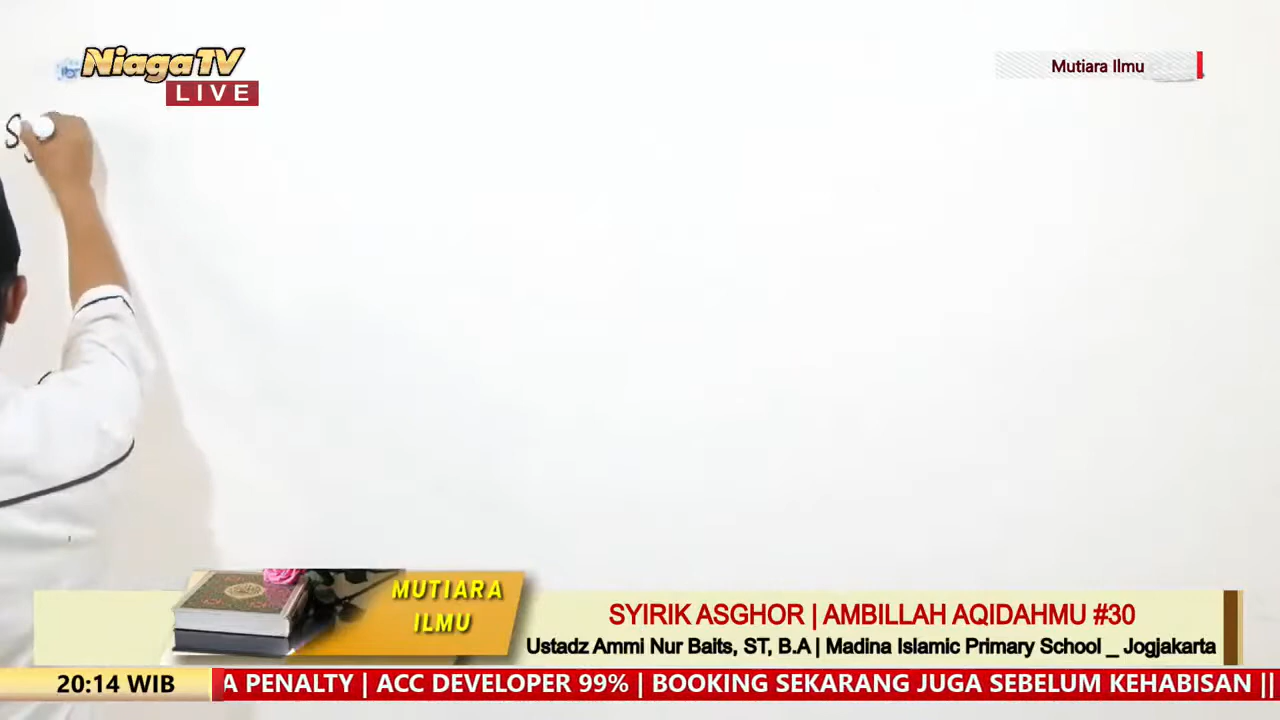 NiagaTV
LIVE
Mutiara Ilmu
S
MUTIARA
ILMU
SYIRIK ASGHOR | AMBILLAH AQIDAHMU #30
Ustadz Ammi Nur Baits, ST, B.A | Madina Islamic Primary School _ Jogjakarta
20:14 WIB
A PENALTY | ACC DEVELOPER 99% | BOOKING SEKARANG JUGA SEBELUM KEHABISAN ||